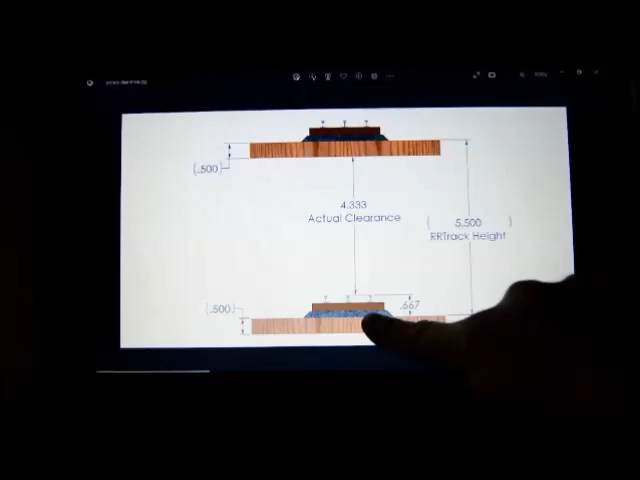 (.500)
4.333
Actual Clearance
( 5.500 )
RRTrack Height
(.500)
.667